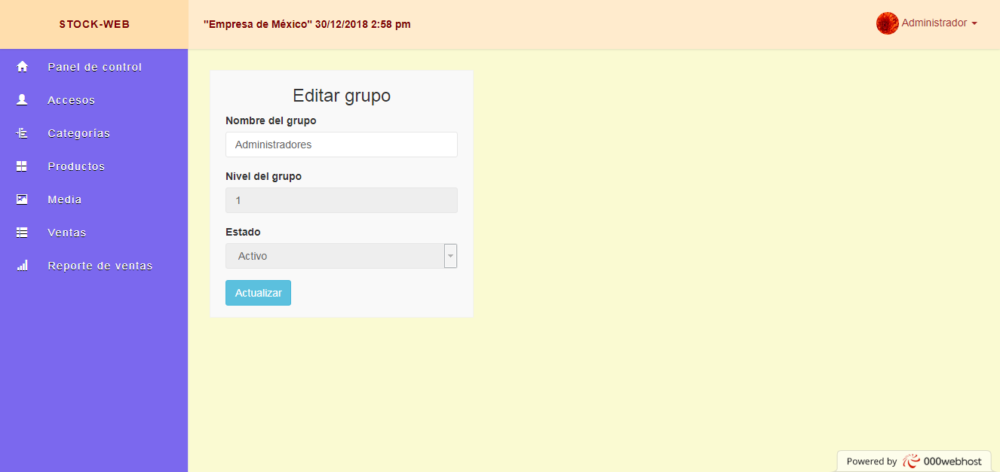 STOCK-WEB
"Empresa de México" 30/12/2018 2:58 pm
Administrador
Panel de control
Accesos
Categorías
Productos
Media
Ventas
Reporte de ventas
Editar grupo
Nombre del grupo
Administradores
Nivel del grupo
1
Estado
Activo
Actualizar
Powered by 000webhost